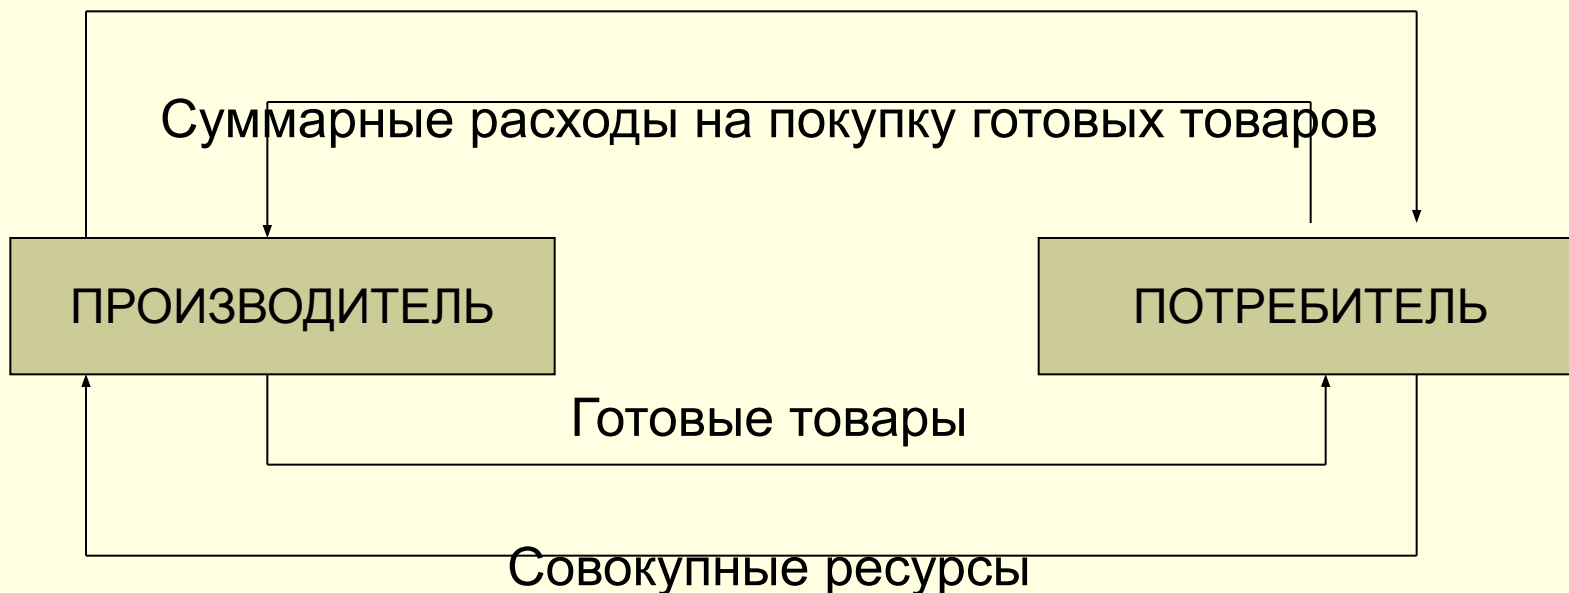 Суммарные расходы на покупку готовых товаров
ПРОИЗВОДИТЕЛЬ
ПОТРЕБИТЕЛЬ
Готовые товары
Совокупные ресурсы